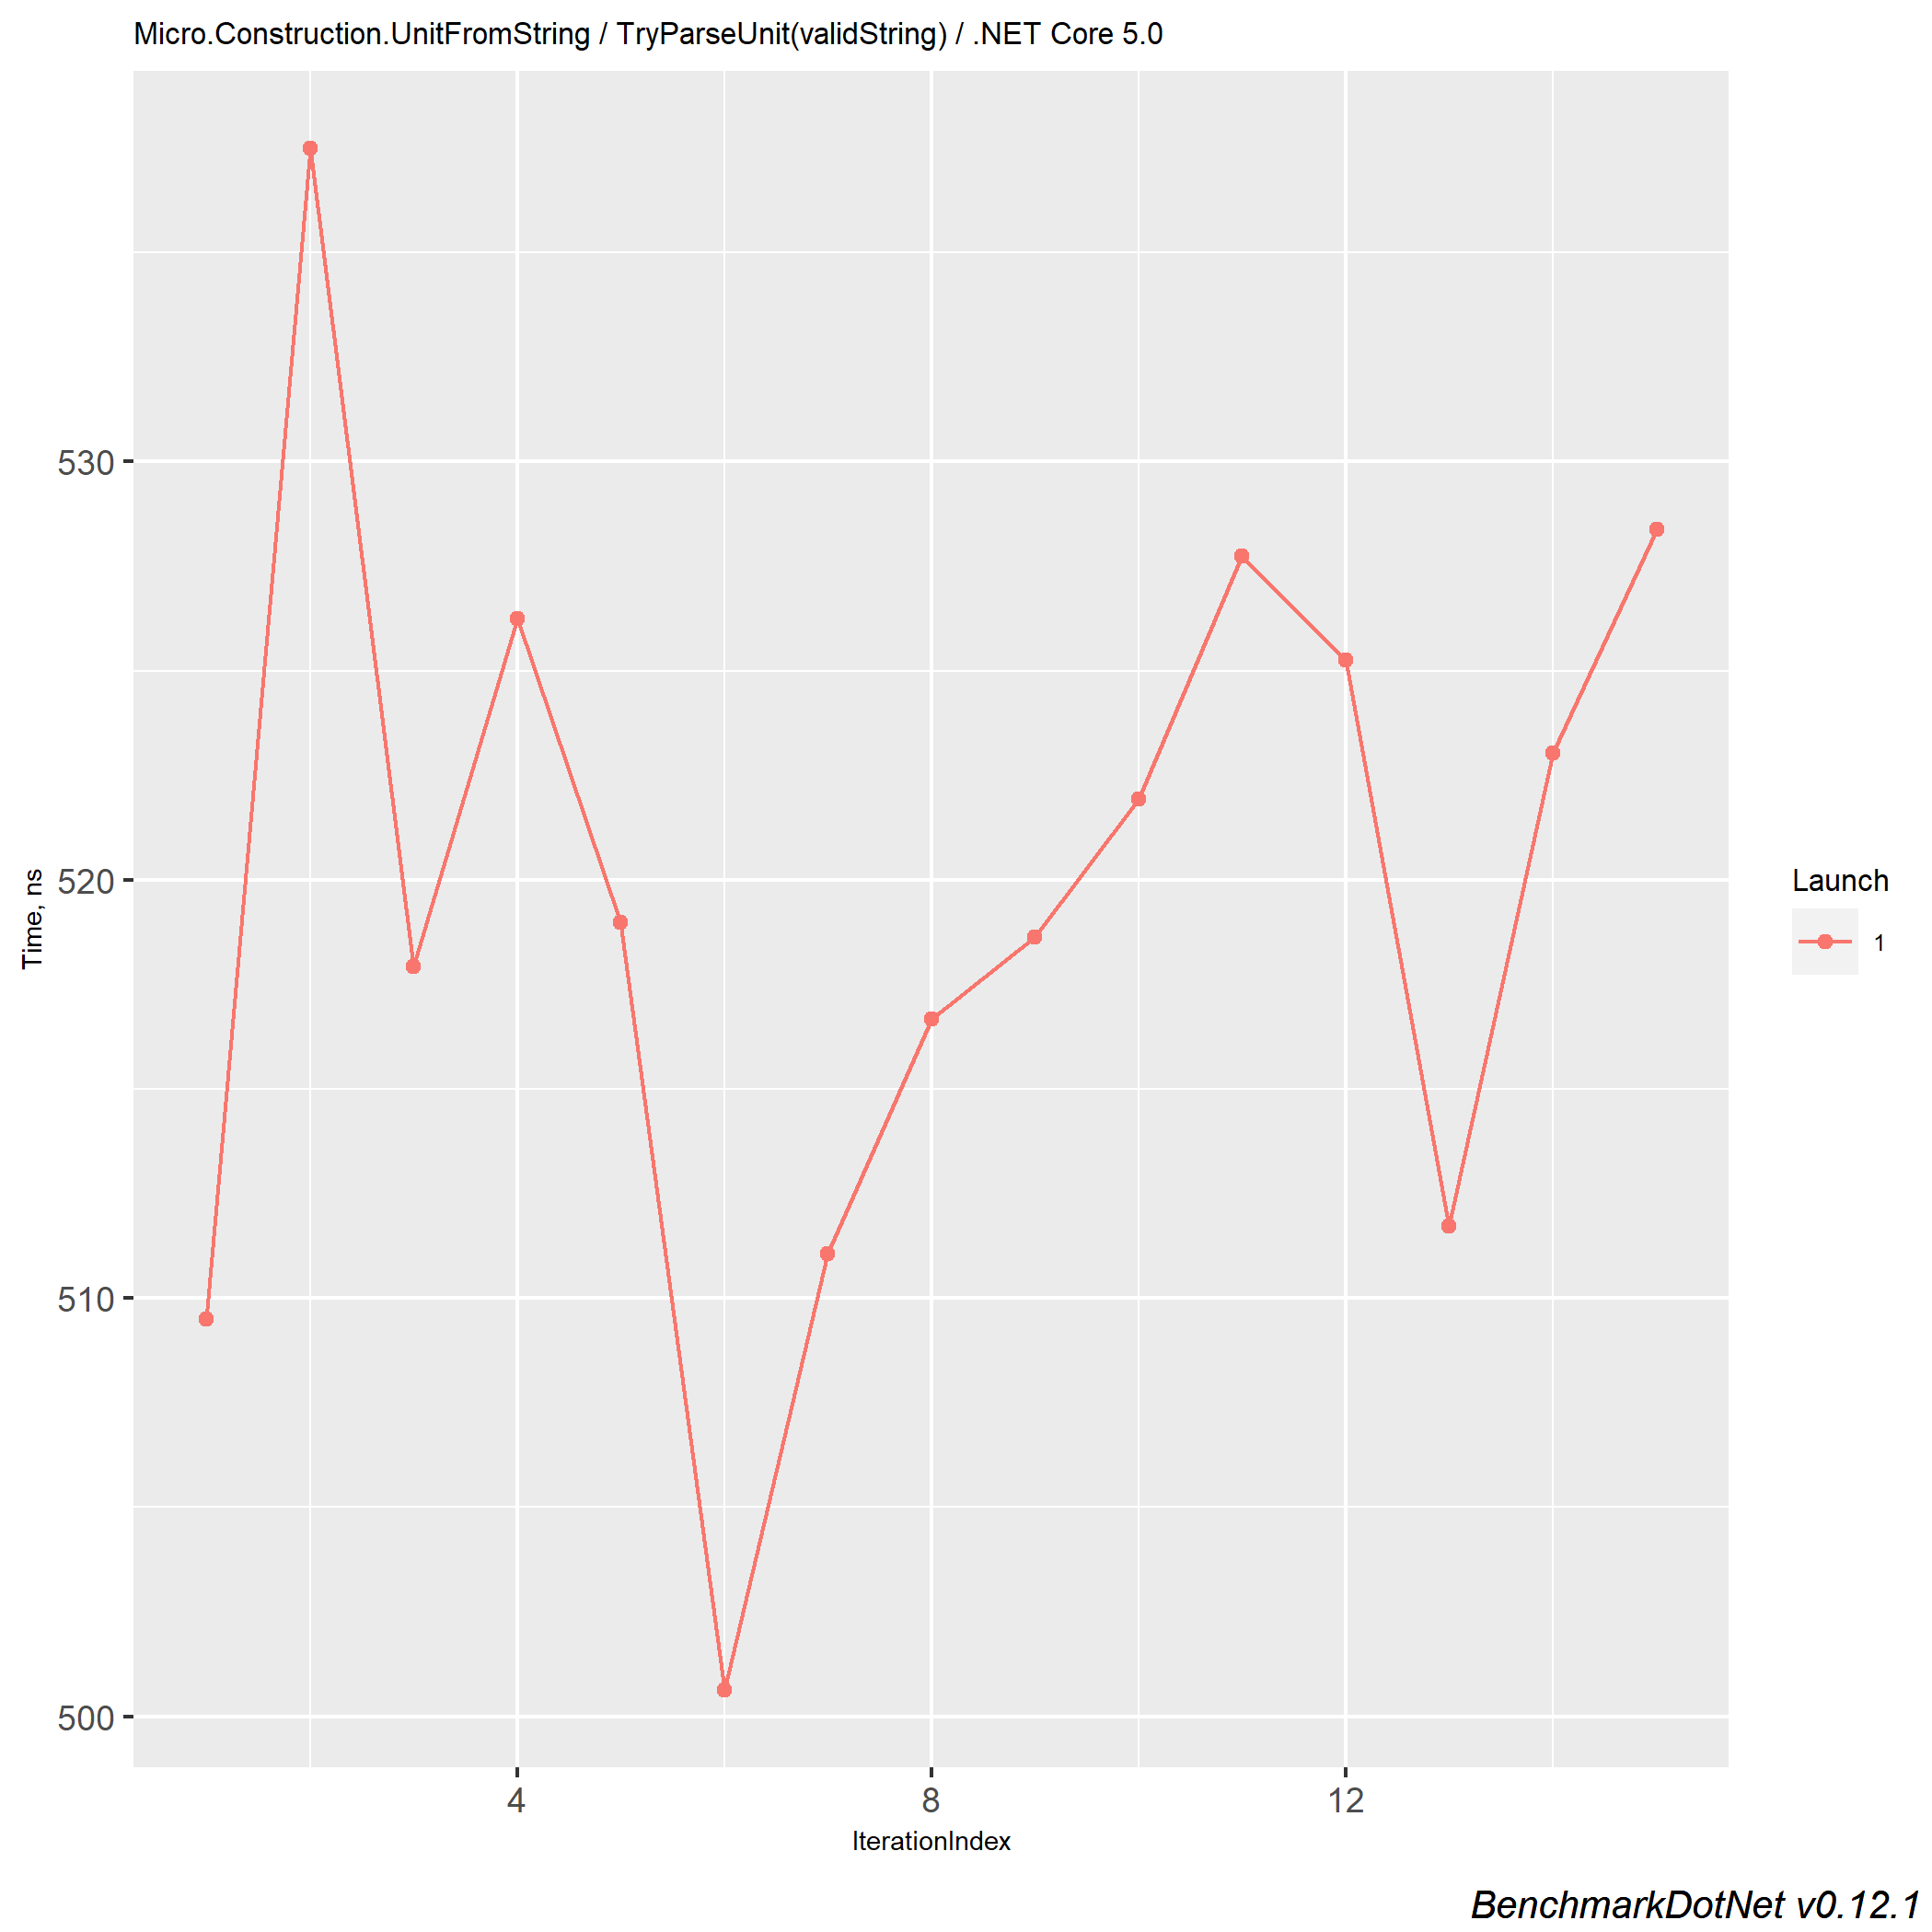 Micro.Construction.UnitFromString / TryParseUnit(validString) / .NET Core 5.0
530
520
510
500
Time, ns
4
8
12
IterationIndex
Launch
1
BenchmarkDotNet v0.12.1